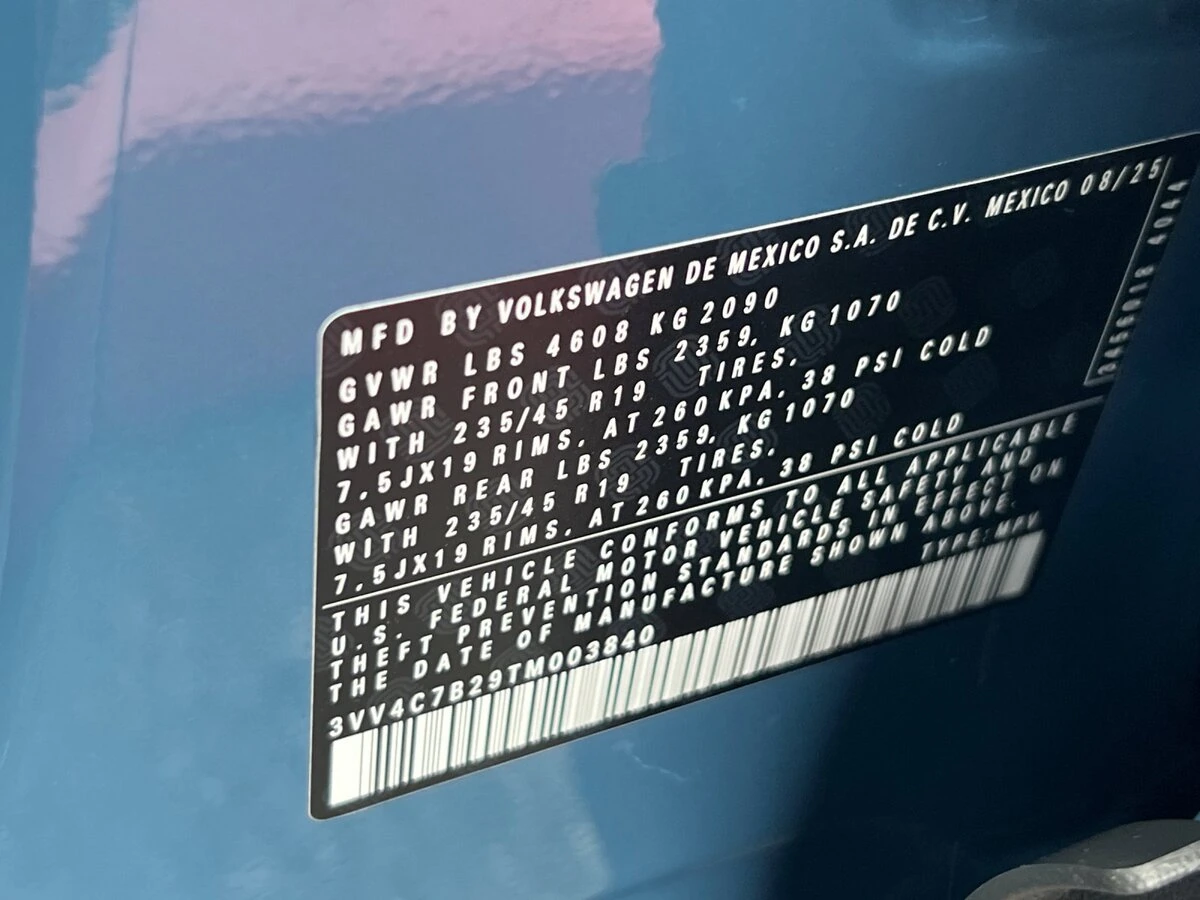 MFD BY VOLKSWAGEN DE MEXICO S.A. DE C.V. MEXICO 08/25
GVWR LBS 4608 KG 2090
GAWR FRONT LBS 2359, KG 1070
WITH 235/45 R19 TIRES,
7.5JX19 RIMS, AT 260 KPA, 38 PSI COLD
GAWR REAR LBS 2359, KG 1070
WITH 235/45 R19 TIRES,
7.5JX19 RIMS, AT 260 KPA, 38 PSI COLD
THIS VEHICLE CONFORMS TO ALL APPLICABLE
U.S. FEDERAL MOTOR VEHICLE SAFETY AND
THEFT PREVENTION STANDARDS IN EFFECT ON
THE DATE OF MANUFACTURE SHOWN ABOVE.
TYPE: MPV
3VV4C7B29TM003840